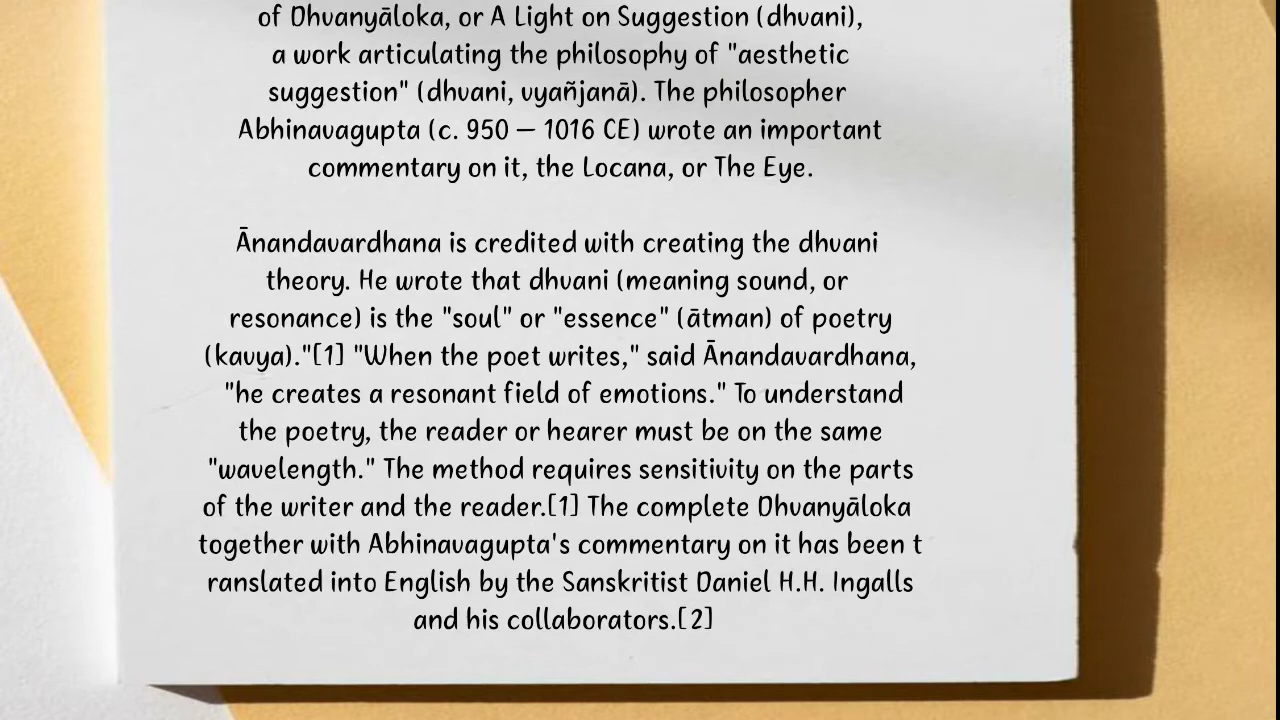 of Dhvanyāloka, or A Light on Suggestion (dhvani),
a work articulating the philosophy of "aesthetic
suggestion" (dhvani, vyañjanā). The philosopher
Abhinavagupta (c. 950 – 1016 CE) wrote an important
commentary on it, the Locana, or The Eye.
Ānandavardhana is credited with creating the dhvani
theory. He wrote that dhvani (meaning sound, or
resonance) is the "soul" or "essence" (ātman) of poetry
(kavya)."[1] "When the poet writes," said Ānandavardhana,
"he creates a resonant field of emotions." To understand
the poetry, the reader or hearer must be on the same
"wavelength." The method requires sensitivity on the parts
of the writer and the reader.[1] The complete Dhvanyāloka
together with Abhinavagupta's commentary on it has been t
ranslated into English by the Sanskritist Daniel H.H. Ingalls
and his collaborators.[2]